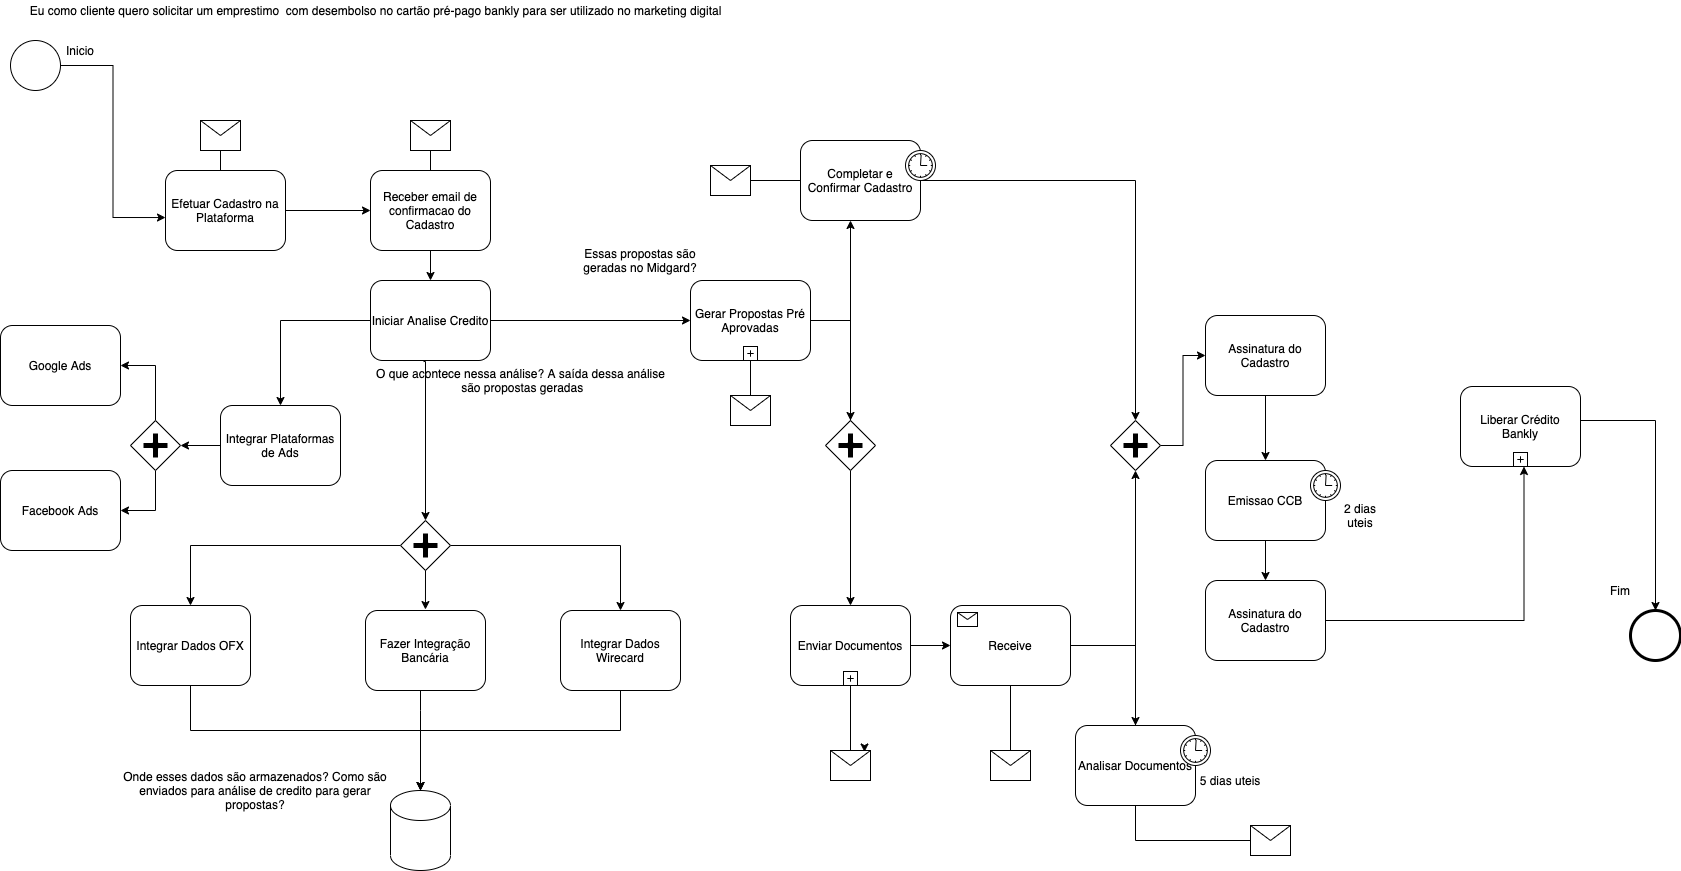 Eu como cliente quero solicitar um emprestimo  com desembolso no cartão pré-pago bankly para ser utilizado no marketing digital
Inicio
Efetuar Cadastro na
Plataforma
Receber email de
confirmacao do
Cadastro
Completar e
Confirmar Cadastro
Essas propostas são
geradas no Midgard?
Iniciar Analise Credito
Gerar Propostas Pré
Aprovadas
O que acontece nessa análise? A saída dessa análise
são propostas geradas
Google Ads
Integrar Plataformas
de Ads
Facebook Ads
Assinatura do
Cadastro
Liberar Crédito
Bankly
Emissao CCB
2 dias
uteis
Assinatura do
Cadastro
Fim
Integrar Dados OFX
Fazer Integração
Bancária
Integrar Dados
Wirecard
Enviar Documentos
Receive
Analisar Documentos
5 dias uteis
Onde esses dados são armazenados? Como são
enviados para análise de credito para gerar
propostas?